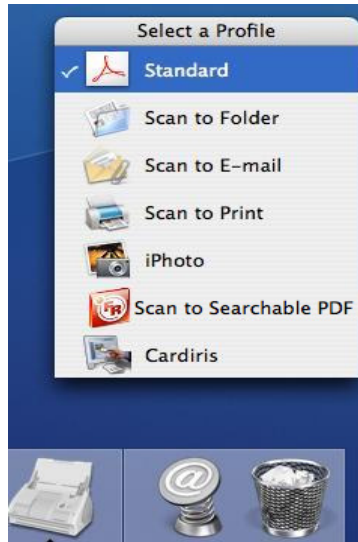 Select a Profile
Standard
Scan to Folder
Scan to E-mail
Scan to Print
iPhoto
Scan to Searchable PDF
Cardiris